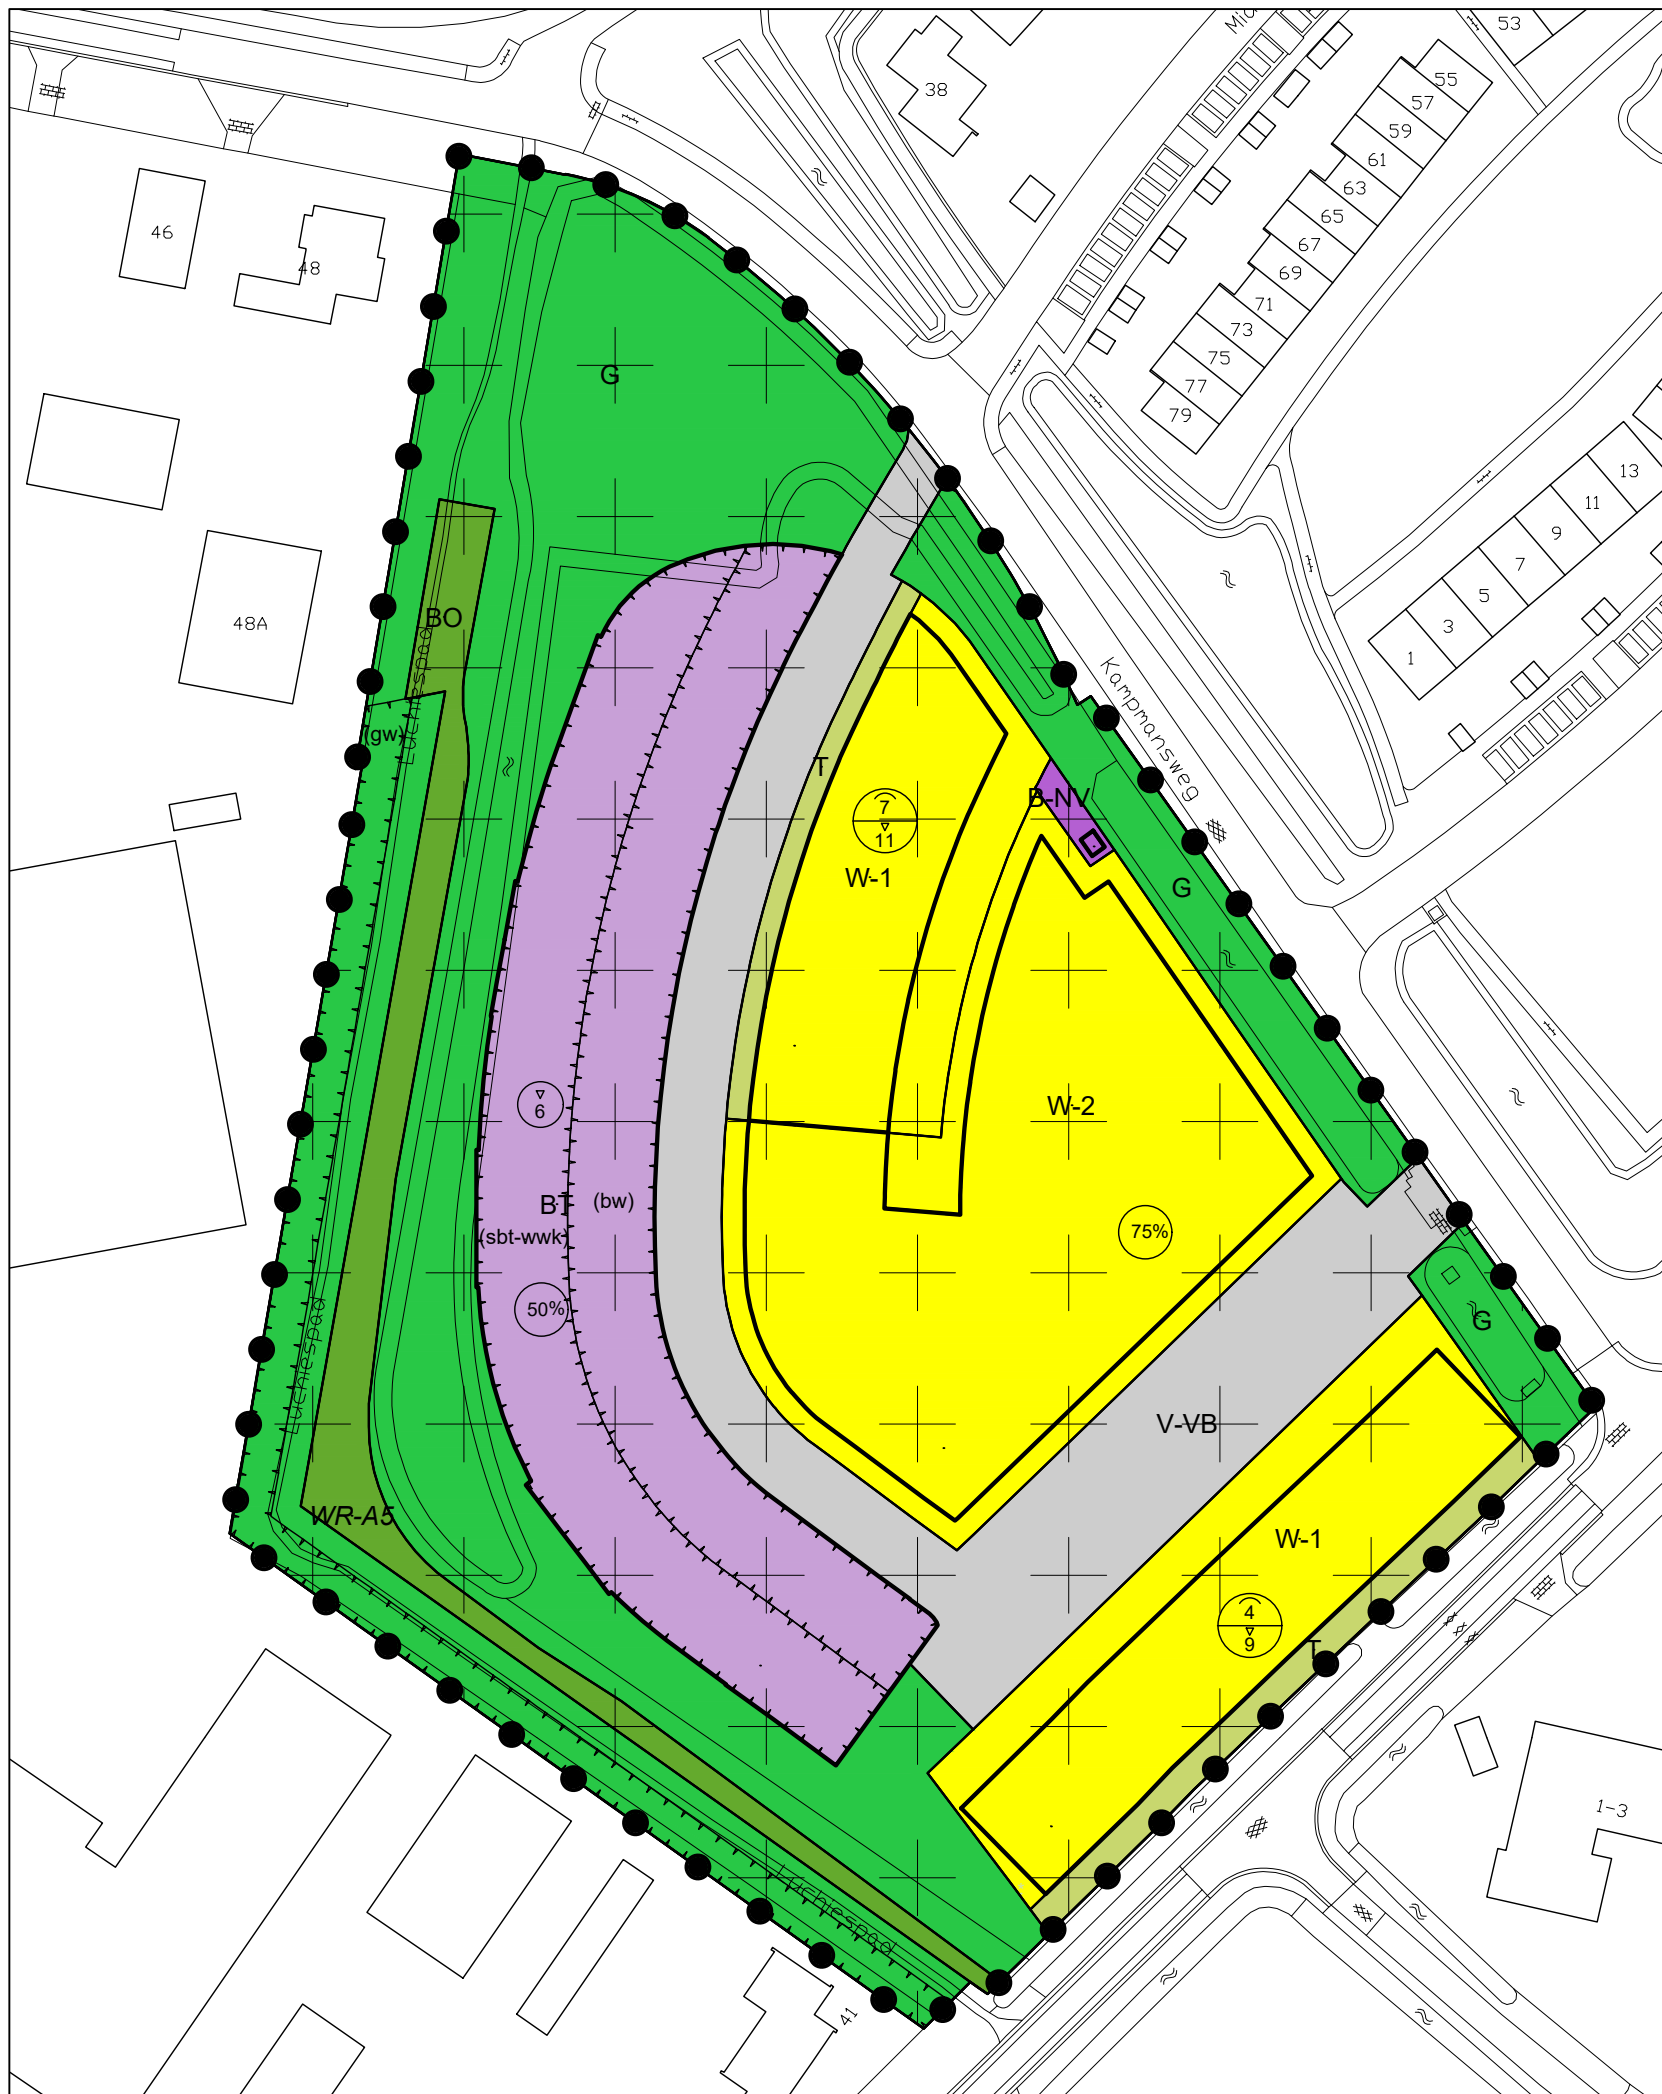 53
Mid
55
38
57
59
61
63
65
46
67
48
69
71
73
G
75
77
79
13
11
9
7
5
BO
48A
3
1
Luchiespad
Kampmansweg
(gw)
T
B-NV
7
11
W-1
G
6
W-2
BT
(bw)
(sbt-wwk)
75%
50%
G
Luchiespad
V-VB
WR-A5
W-1
4
9
T
1-3
Luchiespad
41